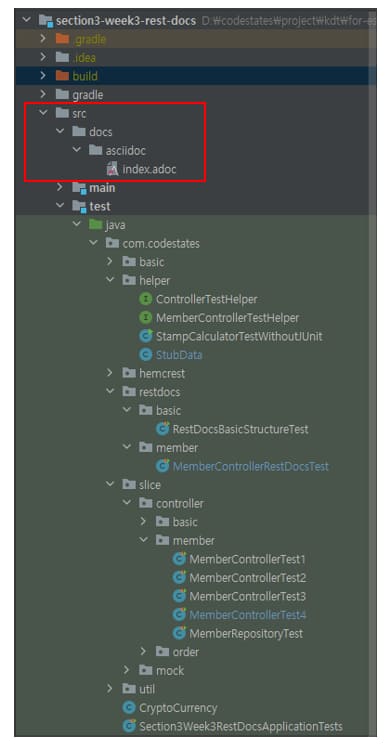 section3-week3-rest-docs D:₩codestates₩project₩kdt₩for-es
.gradle
.idea
build
gradle
src
docs
asciidoc
index.adoc
main
test
java
com.codestates
basic
helper
ControllerTestHelper
MemberControllerTestHelper
StampCalculatorTestWithoutJUnit
StubData
hemcrest
restdocs
basic
RestDocsBasicStructureTest
member
MemberControllerRestDocsTest
slice
controller
basic
member
MemberControllerTest1
MemberControllerTest2
MemberControllerTest3
MemberControllerTest4
MemberRepositoryTest
order
mock
util
CryptoCurrency
Section3Week3RestDocsApplicationTests